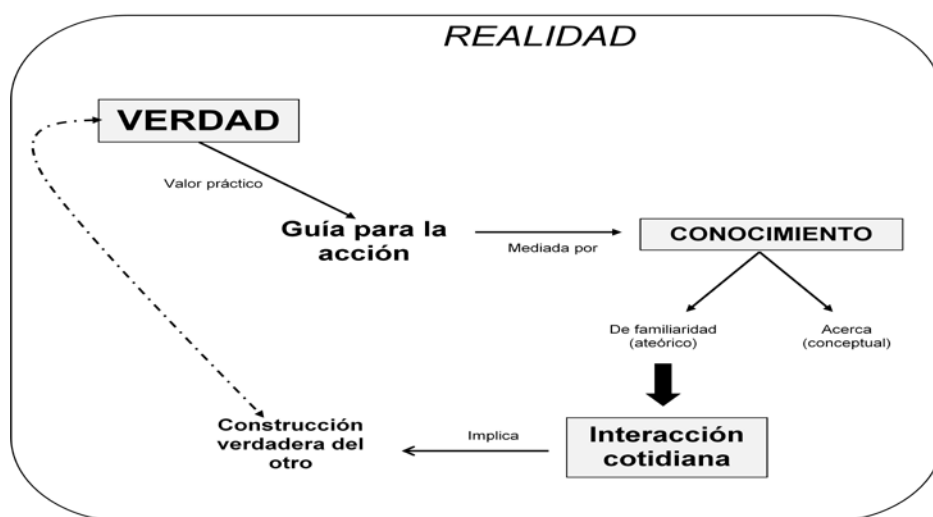 REALIDAD
VERDAD
Valor práctico
Guía para la
acción
Mediada por
CONOCIMIENTO
De familiaridad
(ateórico)
Acerca
(conceptual)
Construcción
verdadera del
otro
Implica
Interacción
cotidiana